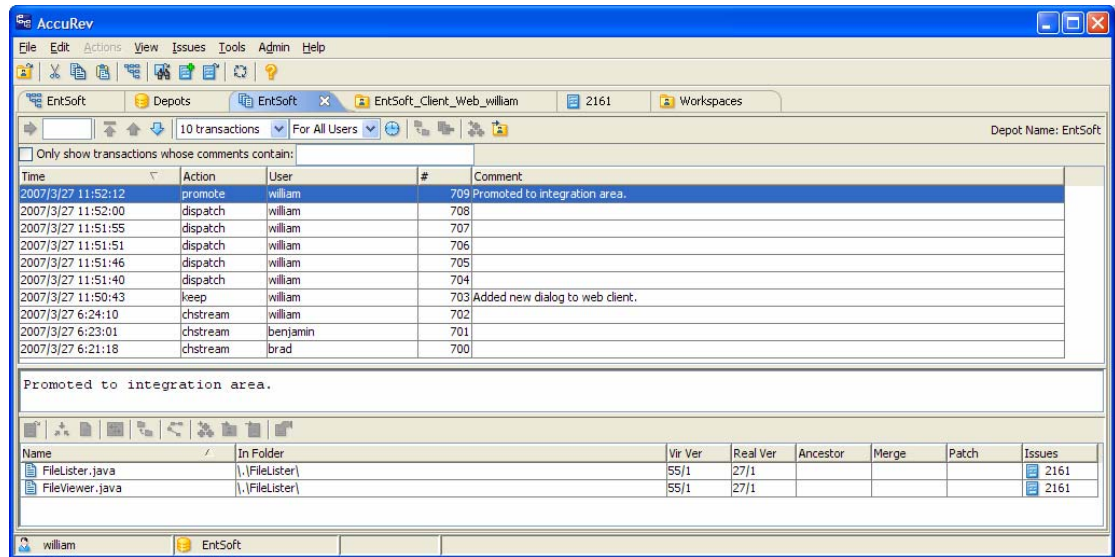 AccuRev
File Edit Actions View Issues Tools Admin Help
EntSoft Depots EntSoft EntSoft_Client_Web_william 2161 Workspaces
10 transactions For All Users Depot Name: EntSoft
Only show transactions whose comments contain:
Time Action User # Comment
2007/3/27 11:52:12 promote william 709 Promoted to integration area.
2007/3/27 11:52:00 dispatch william 708
2007/3/27 11:51:55 dispatch william 707
2007/3/27 11:51:51 dispatch william 706
2007/3/27 11:51:46 dispatch william 705
2007/3/27 11:51:40 dispatch william 704
2007/3/27 11:50:43 keep william 703 Added new dialog to web client.
2007/3/27 6:24:10 chstream william 702
2007/3/27 6:23:01 chstream benjamin 701
2007/3/27 6:21:18 chstream brad 700
Promoted to integration area.
Name In Folder Vir Ver Real Ver Ancestor Merge Patch Issues
FileLister.java \.\FileLister\ 55/1 27/1 2161
FileViewer.java \.\FileLister\ 55/1 27/1 2161
william EntSoft